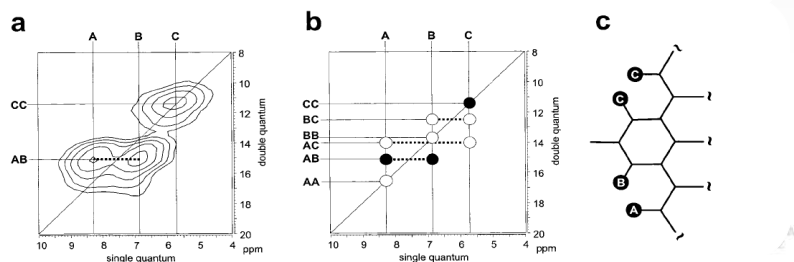 a
A B C
8
10
12
14
16
18
20
CC
AB
double quantum
10 9 8 7 6 5 4 ppm
single quantum
b
A B C
8
10
12
14
16
18
20
CC
BC
BB
AC
AB
AA
double quantum
10 9 8 7 6 5 4 ppm
single quantum
c
C
C
B
A